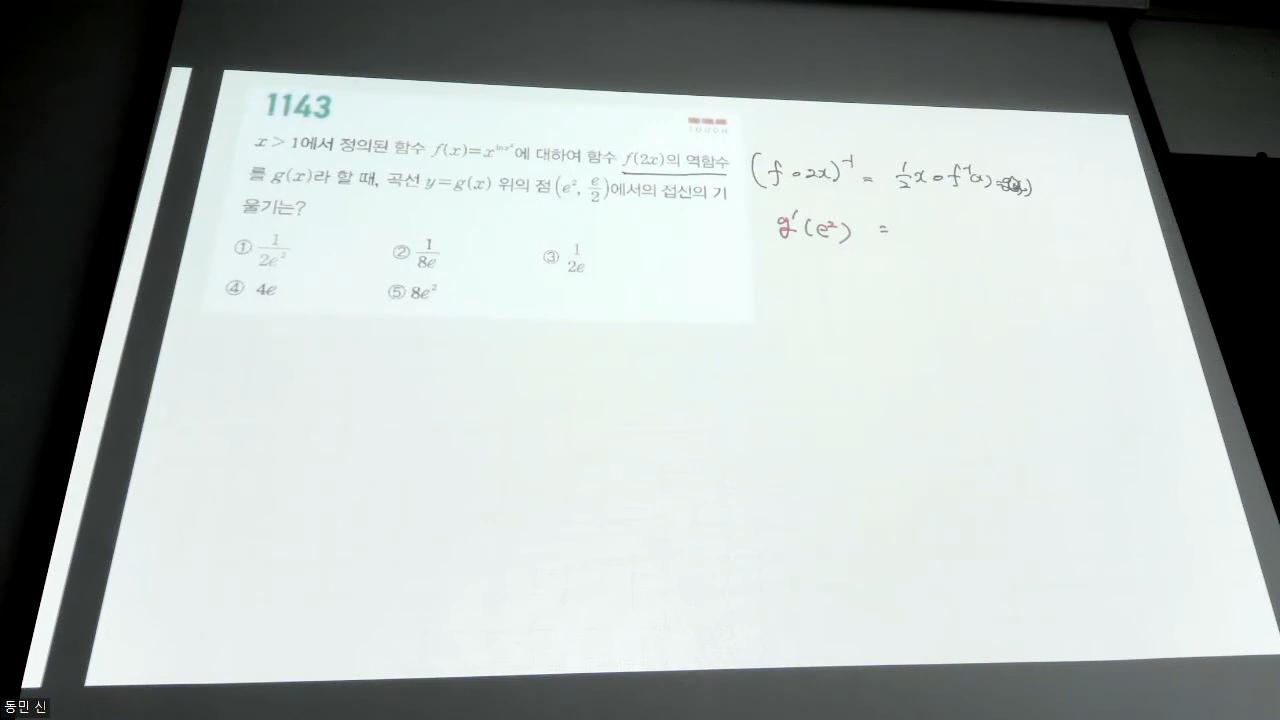 1143
x > 1에서 정의된 함수 f(x)=x^{ln x²}에 대하여 함수 f(2x)의 역함수
를 g(x)라 할 때, 곡선 y=g(x) 위의 점 (e², e/2)에서의 접선의 기
울기는?
① 1/2e² ② 1/8e ③ 1/2e
④ 4e ⑤ 8e²
(f∘2x)⁻¹ = 1/2 x ∘ f⁻¹(x)
g′(e²) =
동민 신